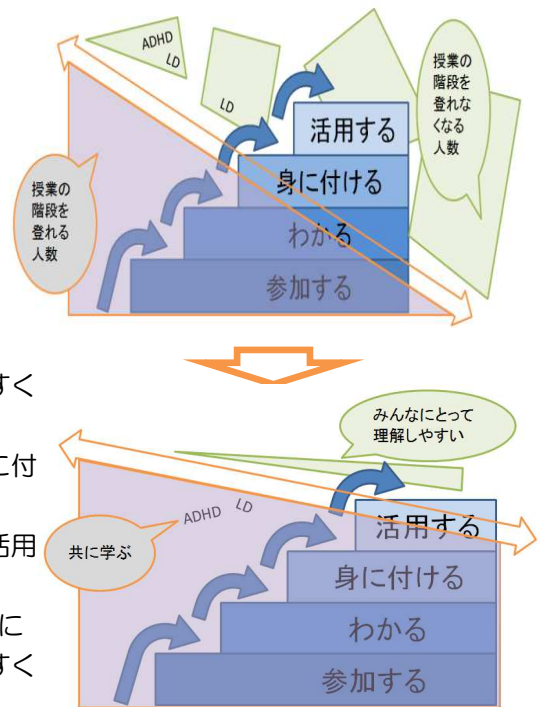 ADHD
LD
LD
授業の
階段を
登れな
くなる
人数
活用する
身に付ける
わかる
参加する
授業の
階段を
登れる
人数
すく
に付
活用
に
すく
みんなにとって
理解しやすい
ADHD LD
共に学ぶ
活用する
身に付ける
わかる
参加する